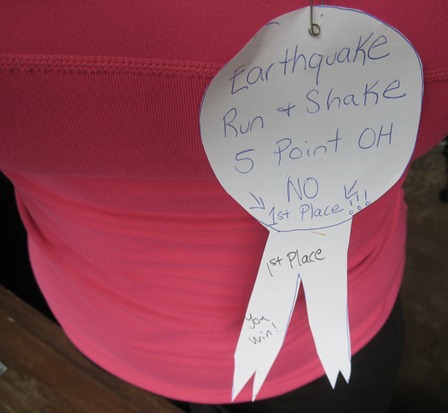 Earthquake
Run & Shake
5 Point OH
NO
1st Place !!!
1st Place
You
win!